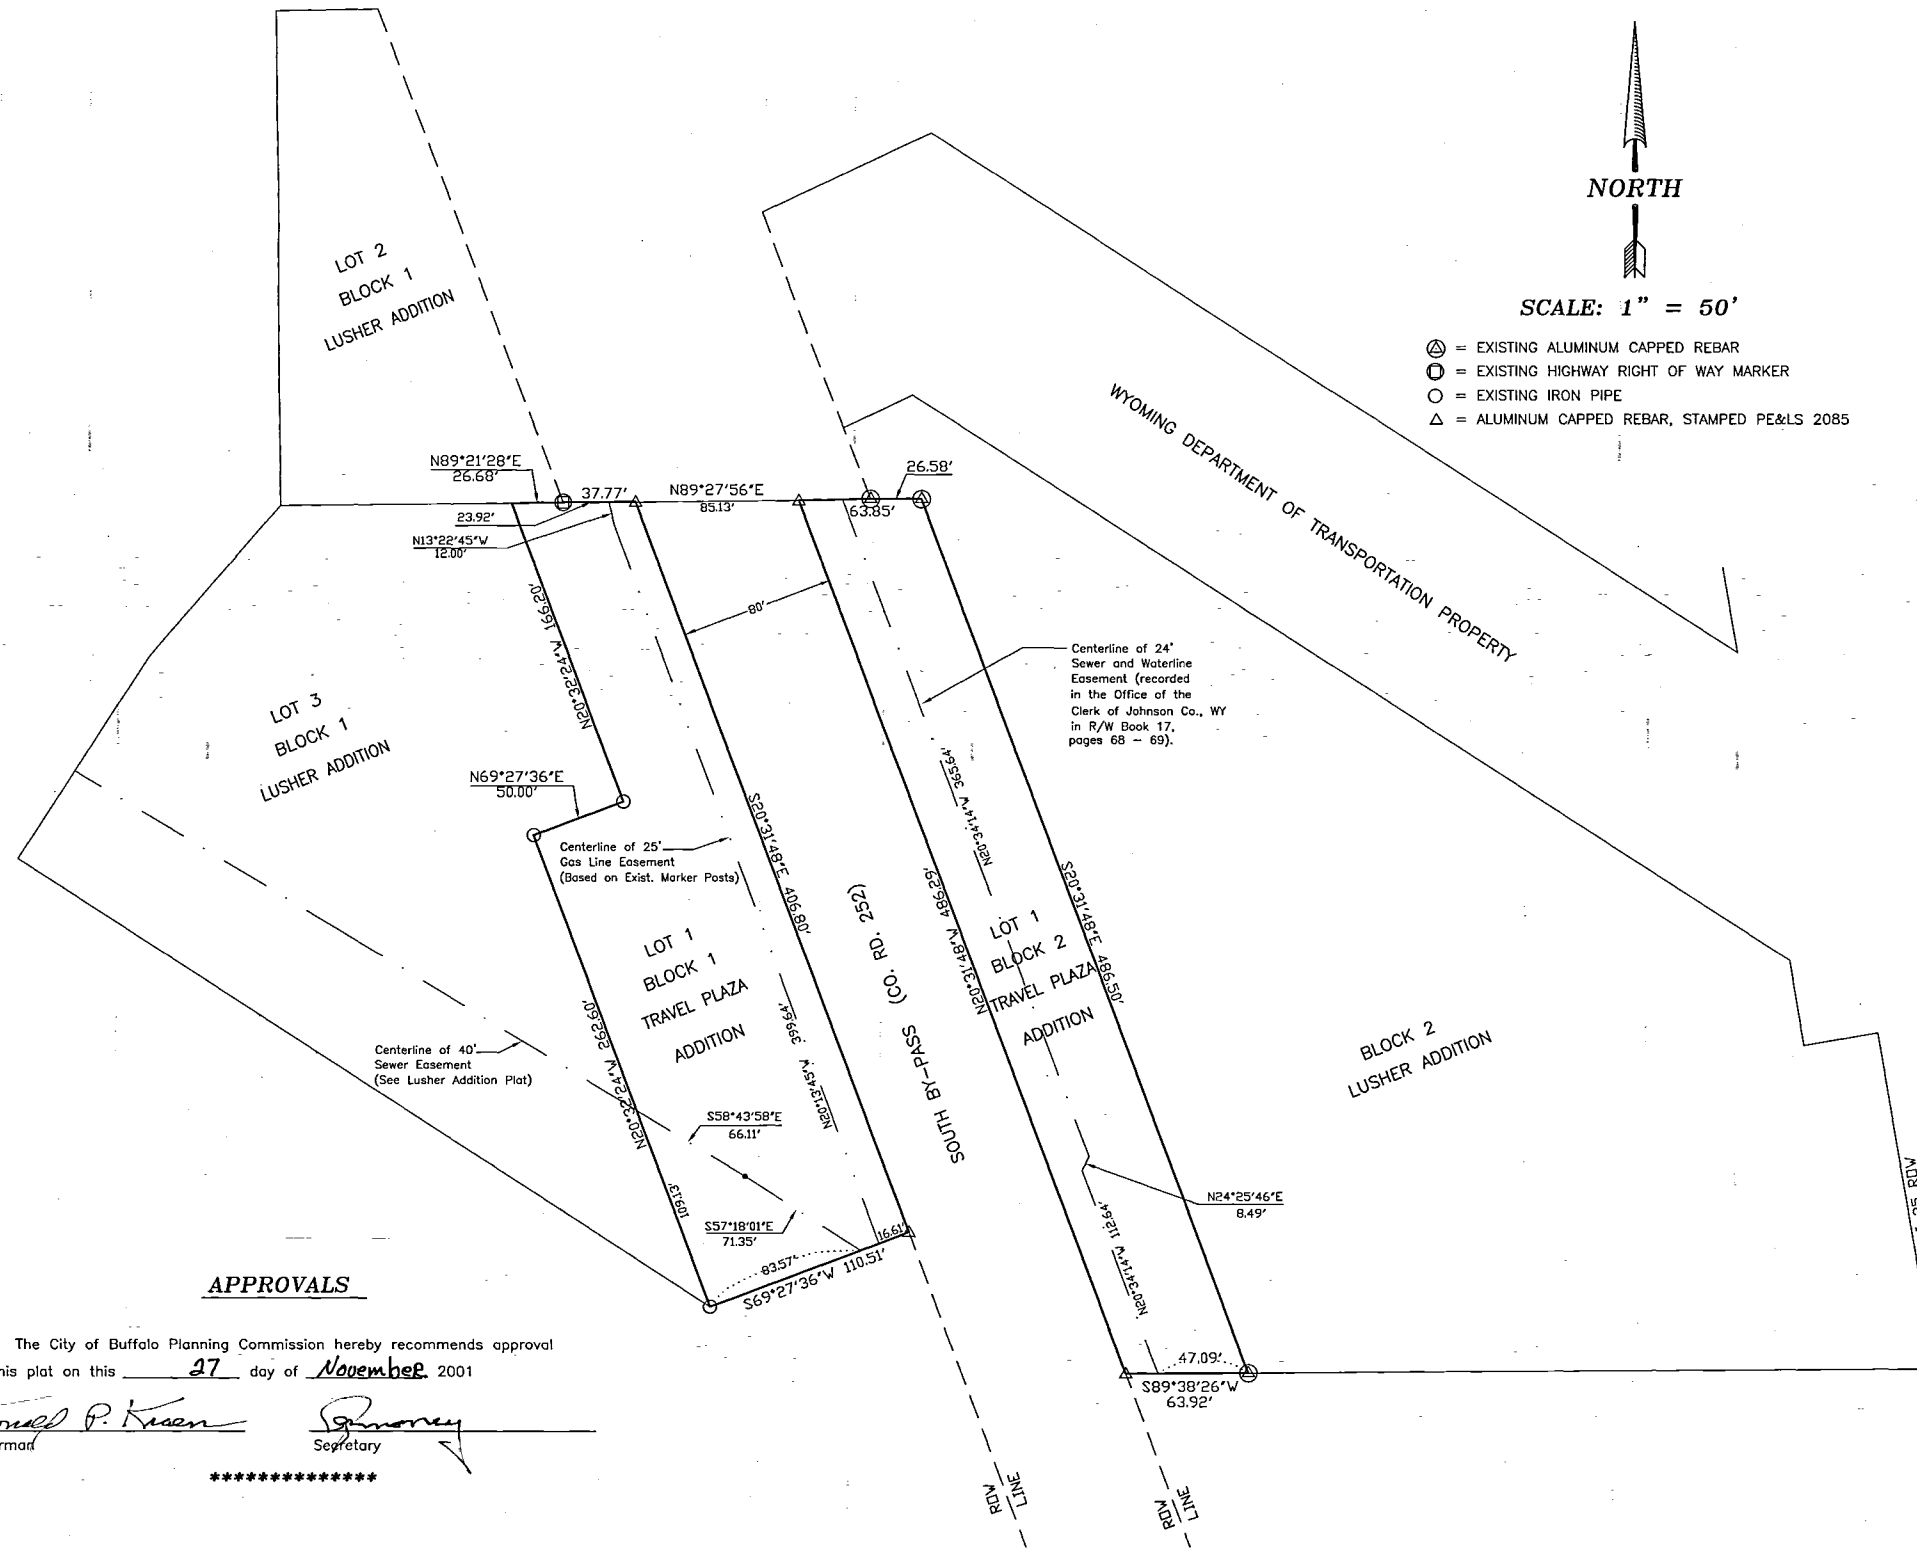 NORTH
SCALE: 1" = 50'
= EXISTING ALUMINUM CAPPED REBAR
= EXISTING HIGHWAY RIGHT OF WAY MARKER
= EXISTING IRON PIPE
= ALUMINUM CAPPED REBAR, STAMPED PE&LS 2085
LOT 2
BLOCK 1
LUSHER ADDITION
WYOMING DEPARTMENT OF TRANSPORTATION PROPERTY
N89°21'28"E
26.68'
37.77'
N89°27'56"E
85.13'
26.58'
63.85'
23.92'
N13°22'45"W
12.00'
N20°32'24"W 166.20'
80'
Centerline of 24'
Sewer and Waterline
Easement (recorded
in the Office of the
Clerk of Johnson Co., WY
in R/W Book 17,
pages 68 - 69).
LOT 3
BLOCK 1
LUSHER ADDITION
N69°27'36"E
50.00'
Centerline of 25'
Gas Line Easement
(Based on Exist. Marker Posts)
S20°31'48"E 406.80'
N20°34'14"W 365.64'
N20°31'48"W 486.29'
S20°31'48"E 486.50'
LOT 1
BLOCK 1
TRAVEL PLAZA
ADDITION
SOUTH BY-PASS (CO. RD. 252)
LOT 1
BLOCK 2
TRAVEL PLAZA
ADDITION
BLOCK 2
LUSHER ADDITION
N20°32'24"W 262.60'
N20°13'45"W 399.64'
Centerline of 40'
Sewer Easement
(See Lusher Addition Plat)
S58°43'58"E
66.11'
109.13'
S57°18'01"E
71.35'
16.61'
83.57'
S69°27'36"W 110.51'
N24°25'46"E
8.49'
N20°34'14"W 112.64'
47.09'
S89°38'26"W
63.92'
ROW
LINE
ROW
LINE
ROW
APPROVALS
The City of Buffalo Planning Commission hereby recommends approval
his plat on this 27 day of November 2001
P.
rman
Secretary
**************